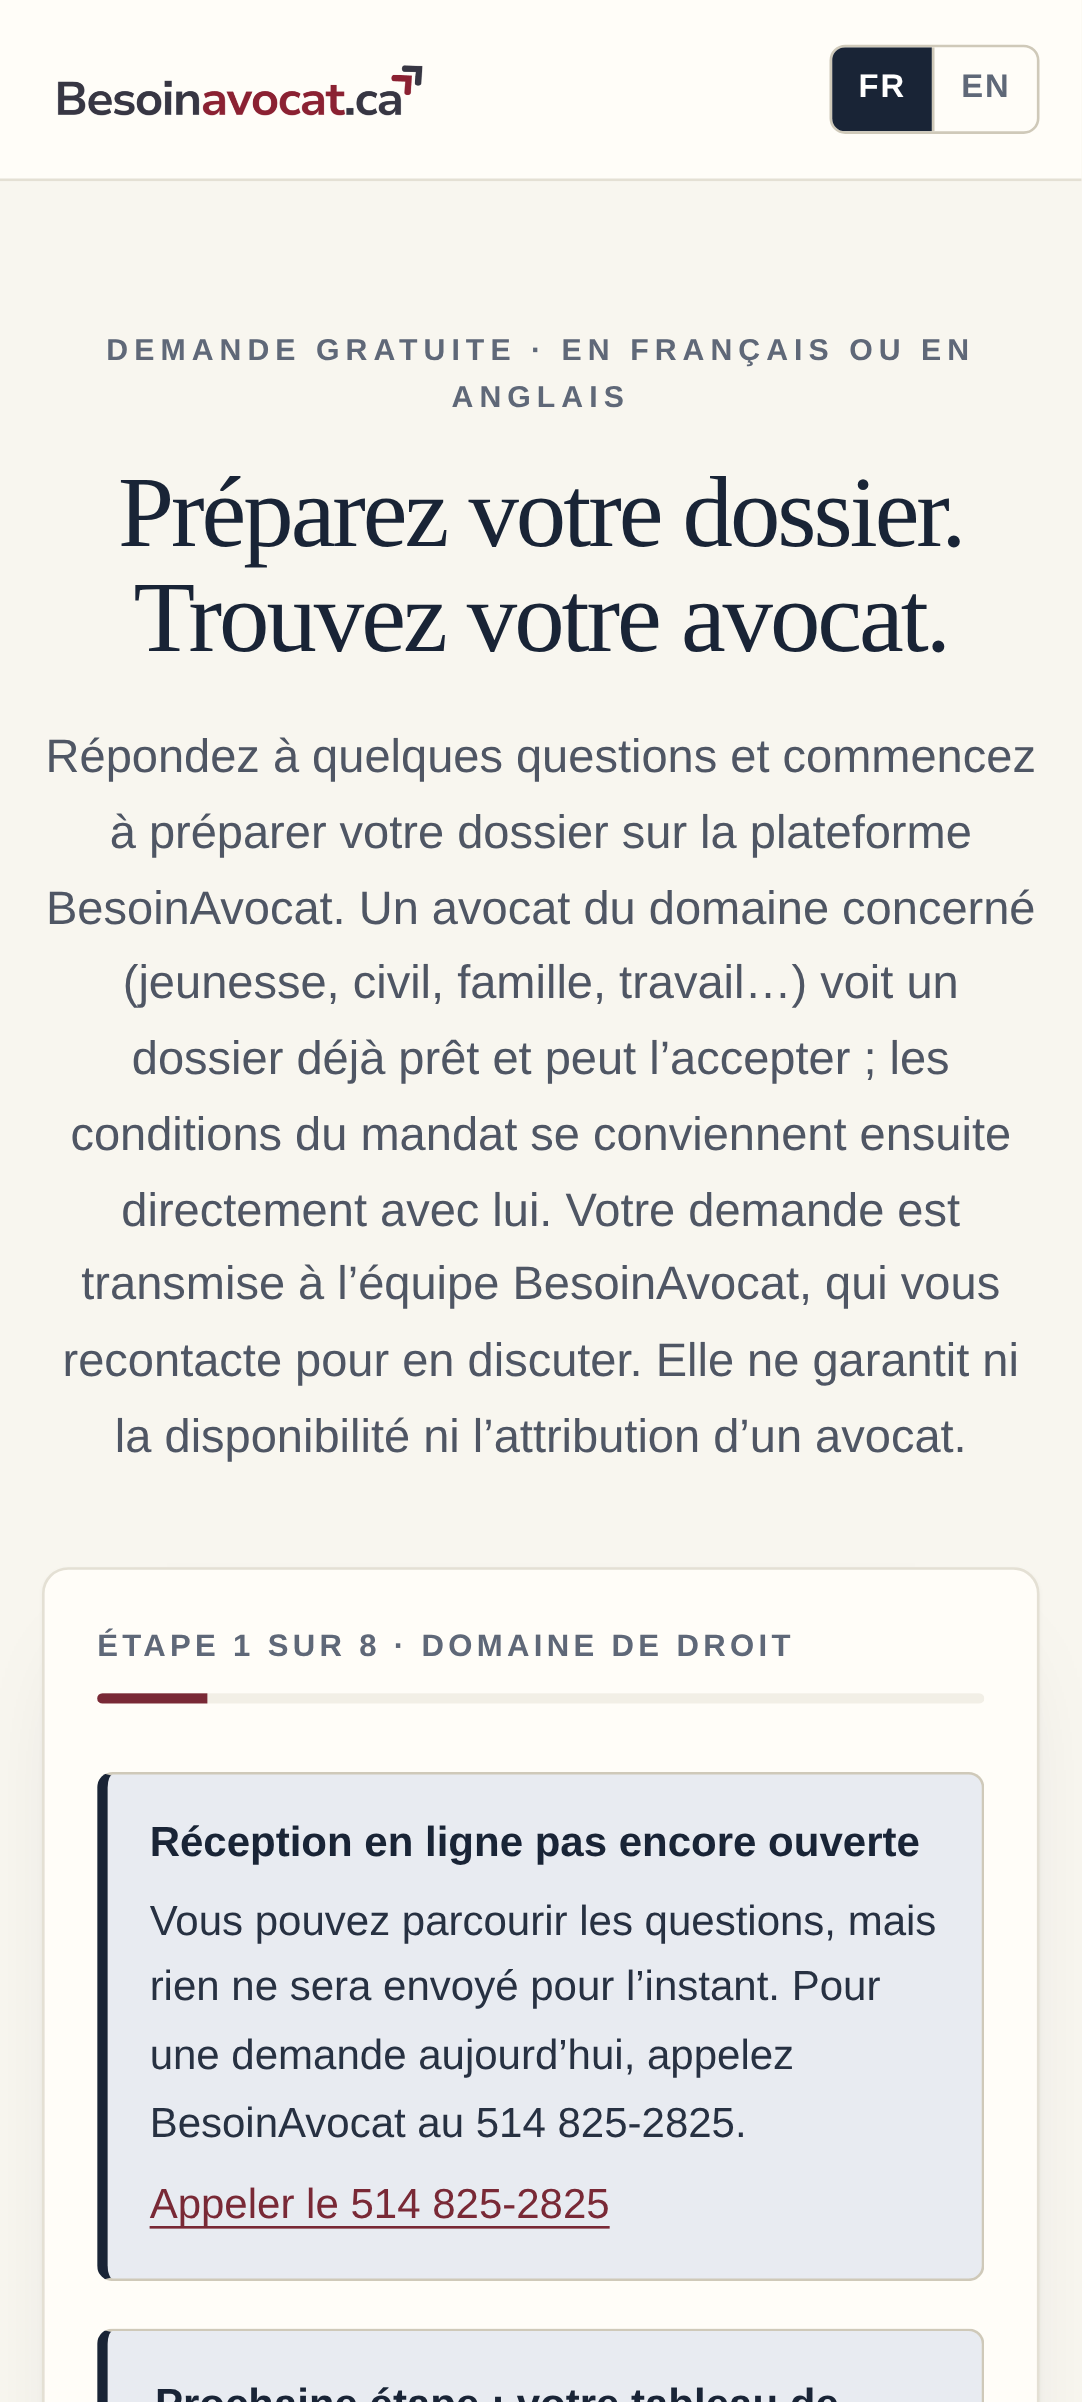 Besoinavocat.ca
FR
EN
DEMANDE GRATUITE · EN FRANÇAIS OU EN
ANGLAIS
Préparez votre dossier.
Trouvez votre avocat.
Répondez à quelques questions et commencez
à préparer votre dossier sur la plateforme
BesoinAvocat. Un avocat du domaine concerné
(jeunesse, civil, famille, travail…) voit un
dossier déjà prêt et peut l’accepter ; les
conditions du mandat se conviennent ensuite
directement avec lui. Votre demande est
transmise à l’équipe BesoinAvocat, qui vous
recontacte pour en discuter. Elle ne garantit ni
la disponibilité ni l’attribution d’un avocat.
ÉTAPE 1 SUR 8 · DOMAINE DE DROIT
Réception en ligne pas encore ouverte
Vous pouvez parcourir les questions, mais
rien ne sera envoyé pour l’instant. Pour
une demande aujourd’hui, appelez
BesoinAvocat au 514 825-2825.
Appeler le 514 825-2825
Prochaine étape : votre tableau de